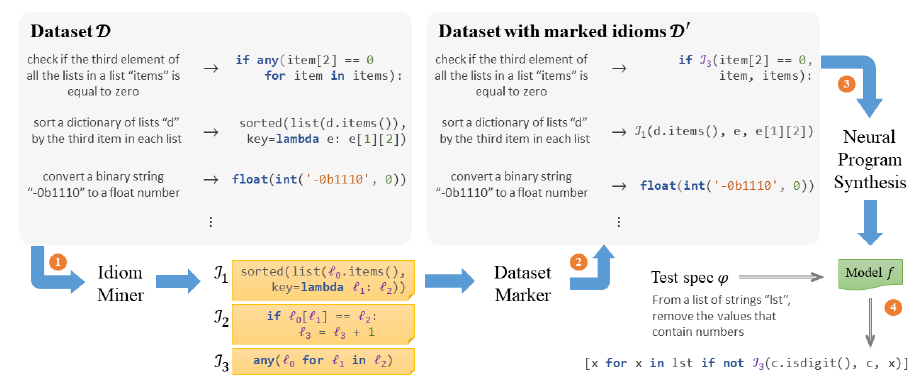 Dataset 𝒟
check if the third element of
all the lists in a list “items” is
equal to zero
→
if any(item[2] == 0
for item in items):
sort a dictionary of lists “d”
by the third item in each list
→
sorted(list(d.items()),
key=lambda e: e[1][2])
convert a binary string
“-0b1110” to a float number
→
float(int('-0b1110', 0))
⋮
Dataset with marked idioms 𝒟′
check if the third element of
all the lists in a list “items” is
equal to zero
→
if ℐ3(item[2] == 0,
item, items):
sort a dictionary of lists “d”
by the third item in each list
→
ℐ1(d.items(), e, e[1][2])
convert a binary string
“-0b1110” to a float number
→
float(int('-0b1110', 0))
⋮
3
Neural
Program
Synthesis
1
Idiom
Miner
ℐ1
sorted(list(ℓ0.items(),
key=lambda ℓ1: ℓ2))
ℐ2
if ℓ0[ℓ1] == ℓ2:
ℓ3 = ℓ3 + 1
ℐ3
any(ℓ0 for ℓ1 in ℓ2)
2
Dataset
Marker
Test spec φ
From a list of strings “lst”,
remove the values that
contain numbers
Model f
4
[x for x in lst if not ℐ3(c.isdigit(), c, x)]